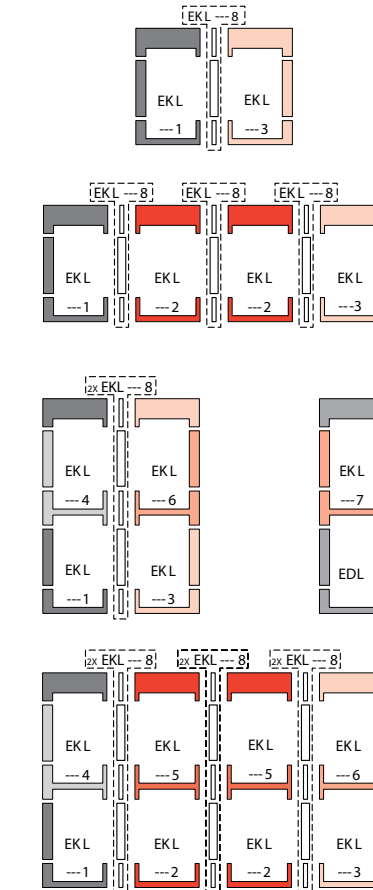 EKL --- 8
EKL EKL
--- 1 --- 3
EKL --- 8 EKL --- 8 EKL --- 8
EKL EKL EKL EKL
--- 1 --- 2 --- 2 ---3
2X EKL --- 8
EKL EKL EKL
--- 4 --- 6 ---7
EKL EKL EDL
--- 1 --- 3
2X EKL --- 8 2X EKL --- 8 2X EKL --- 8
EKL EKL EKL EKL
--- 4 --- 5 --- 5 --- 6
EKL EKL EKL EKL
--- 1 --- 2 --- 2 --- 3